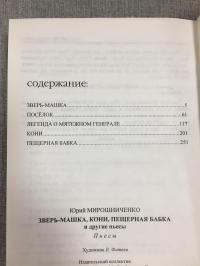 содержание:
ЗВЕРЬ-МАШКА 5
ПОСЁЛОК 61
ЛЕГЕНДА О МЯТЕЖНОМ ГЕНЕРАЛЕ 117
КОНИ 201
ПЕЩЕРНАЯ БАБКА 251
Юрий МИРОШНИЧЕНКО
ЗВЕРЬ-МАШКА, КОНИ, ПЕЩЕРНАЯ БАБКА
и другие пьесы
Пьесы
Художник В.
Издательский коллектив